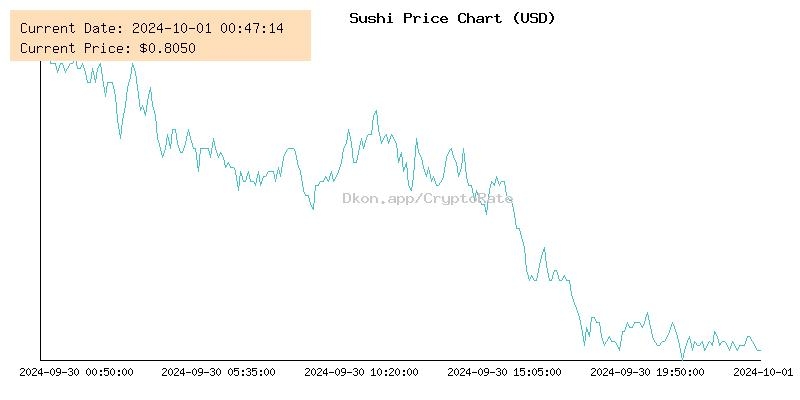 Sushi Price Chart (USD)
Current Date: 2024-10-01 00:47:14
Current Price: $0.8050
Dkon.app/CryptoRate
2024-09-30 00:50:00 2024-09-30 05:35:00 2024-09-30 10:20:00 2024-09-30 15:05:00 2024-09-30 19:50:00 2024-10-01